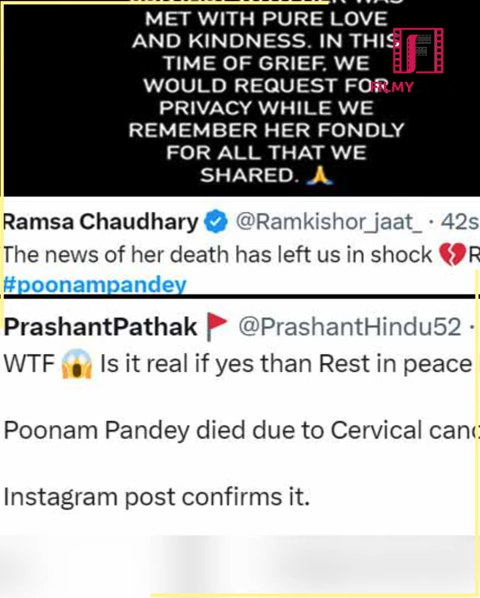 MET WITH PURE LOVE
AND KINDNESS. IN THIS
TIME OF GRIEF, WE
WOULD REQUEST FOR
PRIVACY WHILE WE
REMEMBER HER FONDLY
FOR ALL THAT WE
SHARED. 🙏
FILMY
Ramsa Chaudhary @Ramkishor_jaat_ · 42s
The news of her death has left us in shock 💔R
#poonampandey
PrashantPathak 🚩 @PrashantHindu52 ·
WTF 😱 Is it real if yes than Rest in peace
Poonam Pandey died due to Cervical canc
Instagram post confirms it.